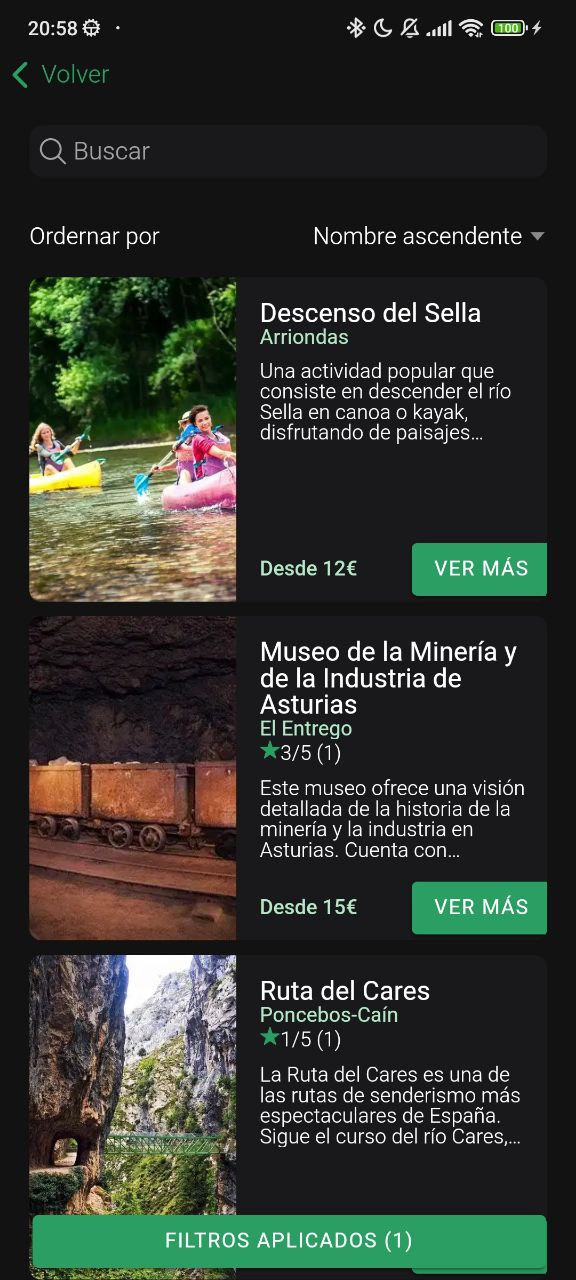 20:58
100
Volver
Buscar
Ordernar por
Nombre ascendente
Descenso del Sella
Arriondas
Una actividad popular que
consiste en descender el río
Sella en canoa o kayak,
disfrutando de paisajes...
Desde 12€
VER MÁS
Museo de la Minería y
de la Industria de
Asturias
El Entrego
3/5 (1)
Este museo ofrece una visión
detallada de la historia de la
minería y la industria en
Asturias. Cuenta con...
Desde 15€
VER MÁS
Ruta del Cares
Poncebos-Caín
1/5 (1)
La Ruta del Cares es una de
las rutas de senderismo más
espectaculares de España.
Sigue el curso del río Cares,...
FILTROS APLICADOS (1)